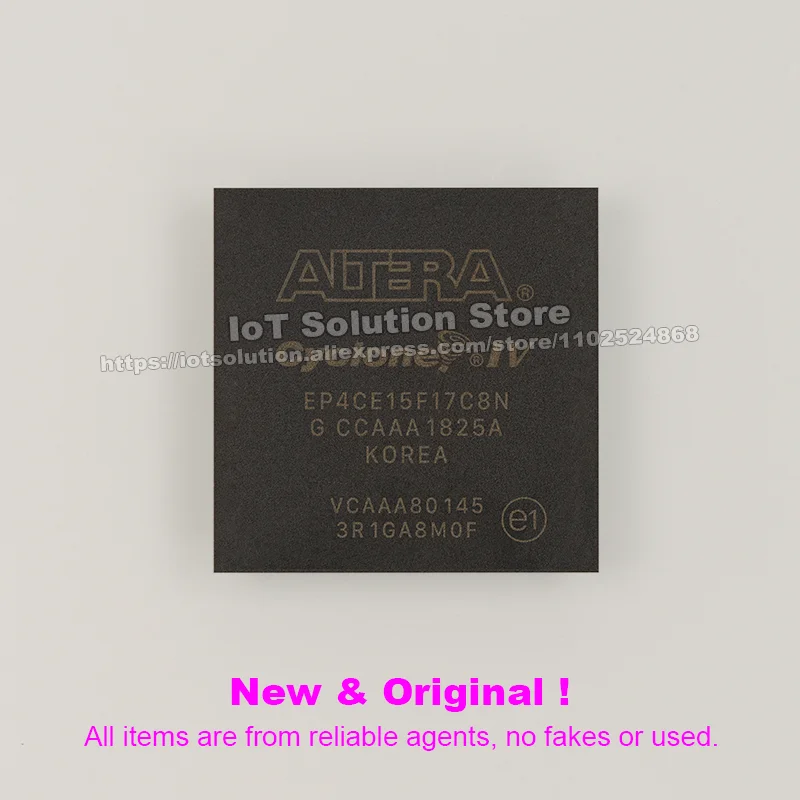 ALTERA®
IoT Solution Store
https://iotsolution.aliexpress.com/store/1102524868
Cyclone® IV
EP4CE15F17C8N
G CCAAA1825A
KOREA
VCAAA80145
3R1GA8M0F e1
New & Original !
All items are from reliable agents, no fakes or used.